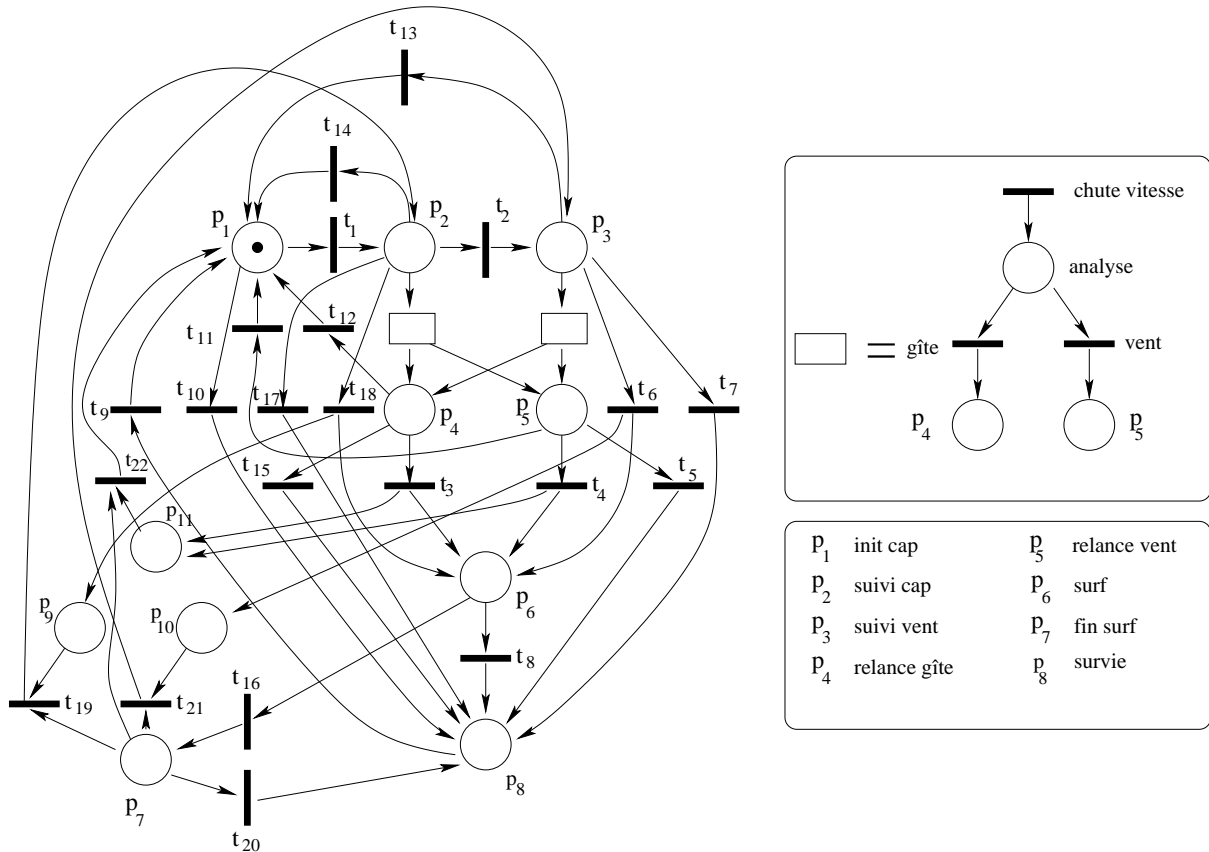 t13
t14
p1
t1
p2
t2
p3
t11
t12
t9
t10
t17
t18
p4
p5
t6
t7
t22
t15
t3
t4
t5
p11
p9
p10
p6
t8
t19
t21
t16
p7
p8
t20
chute vitesse
analyse
= gîte
vent
p4
p5
p1 init cap
p2 suivi cap
p3 suivi vent
p4 relance gîte
p5 relance vent
p6 surf
p7 fin surf
p8 survie